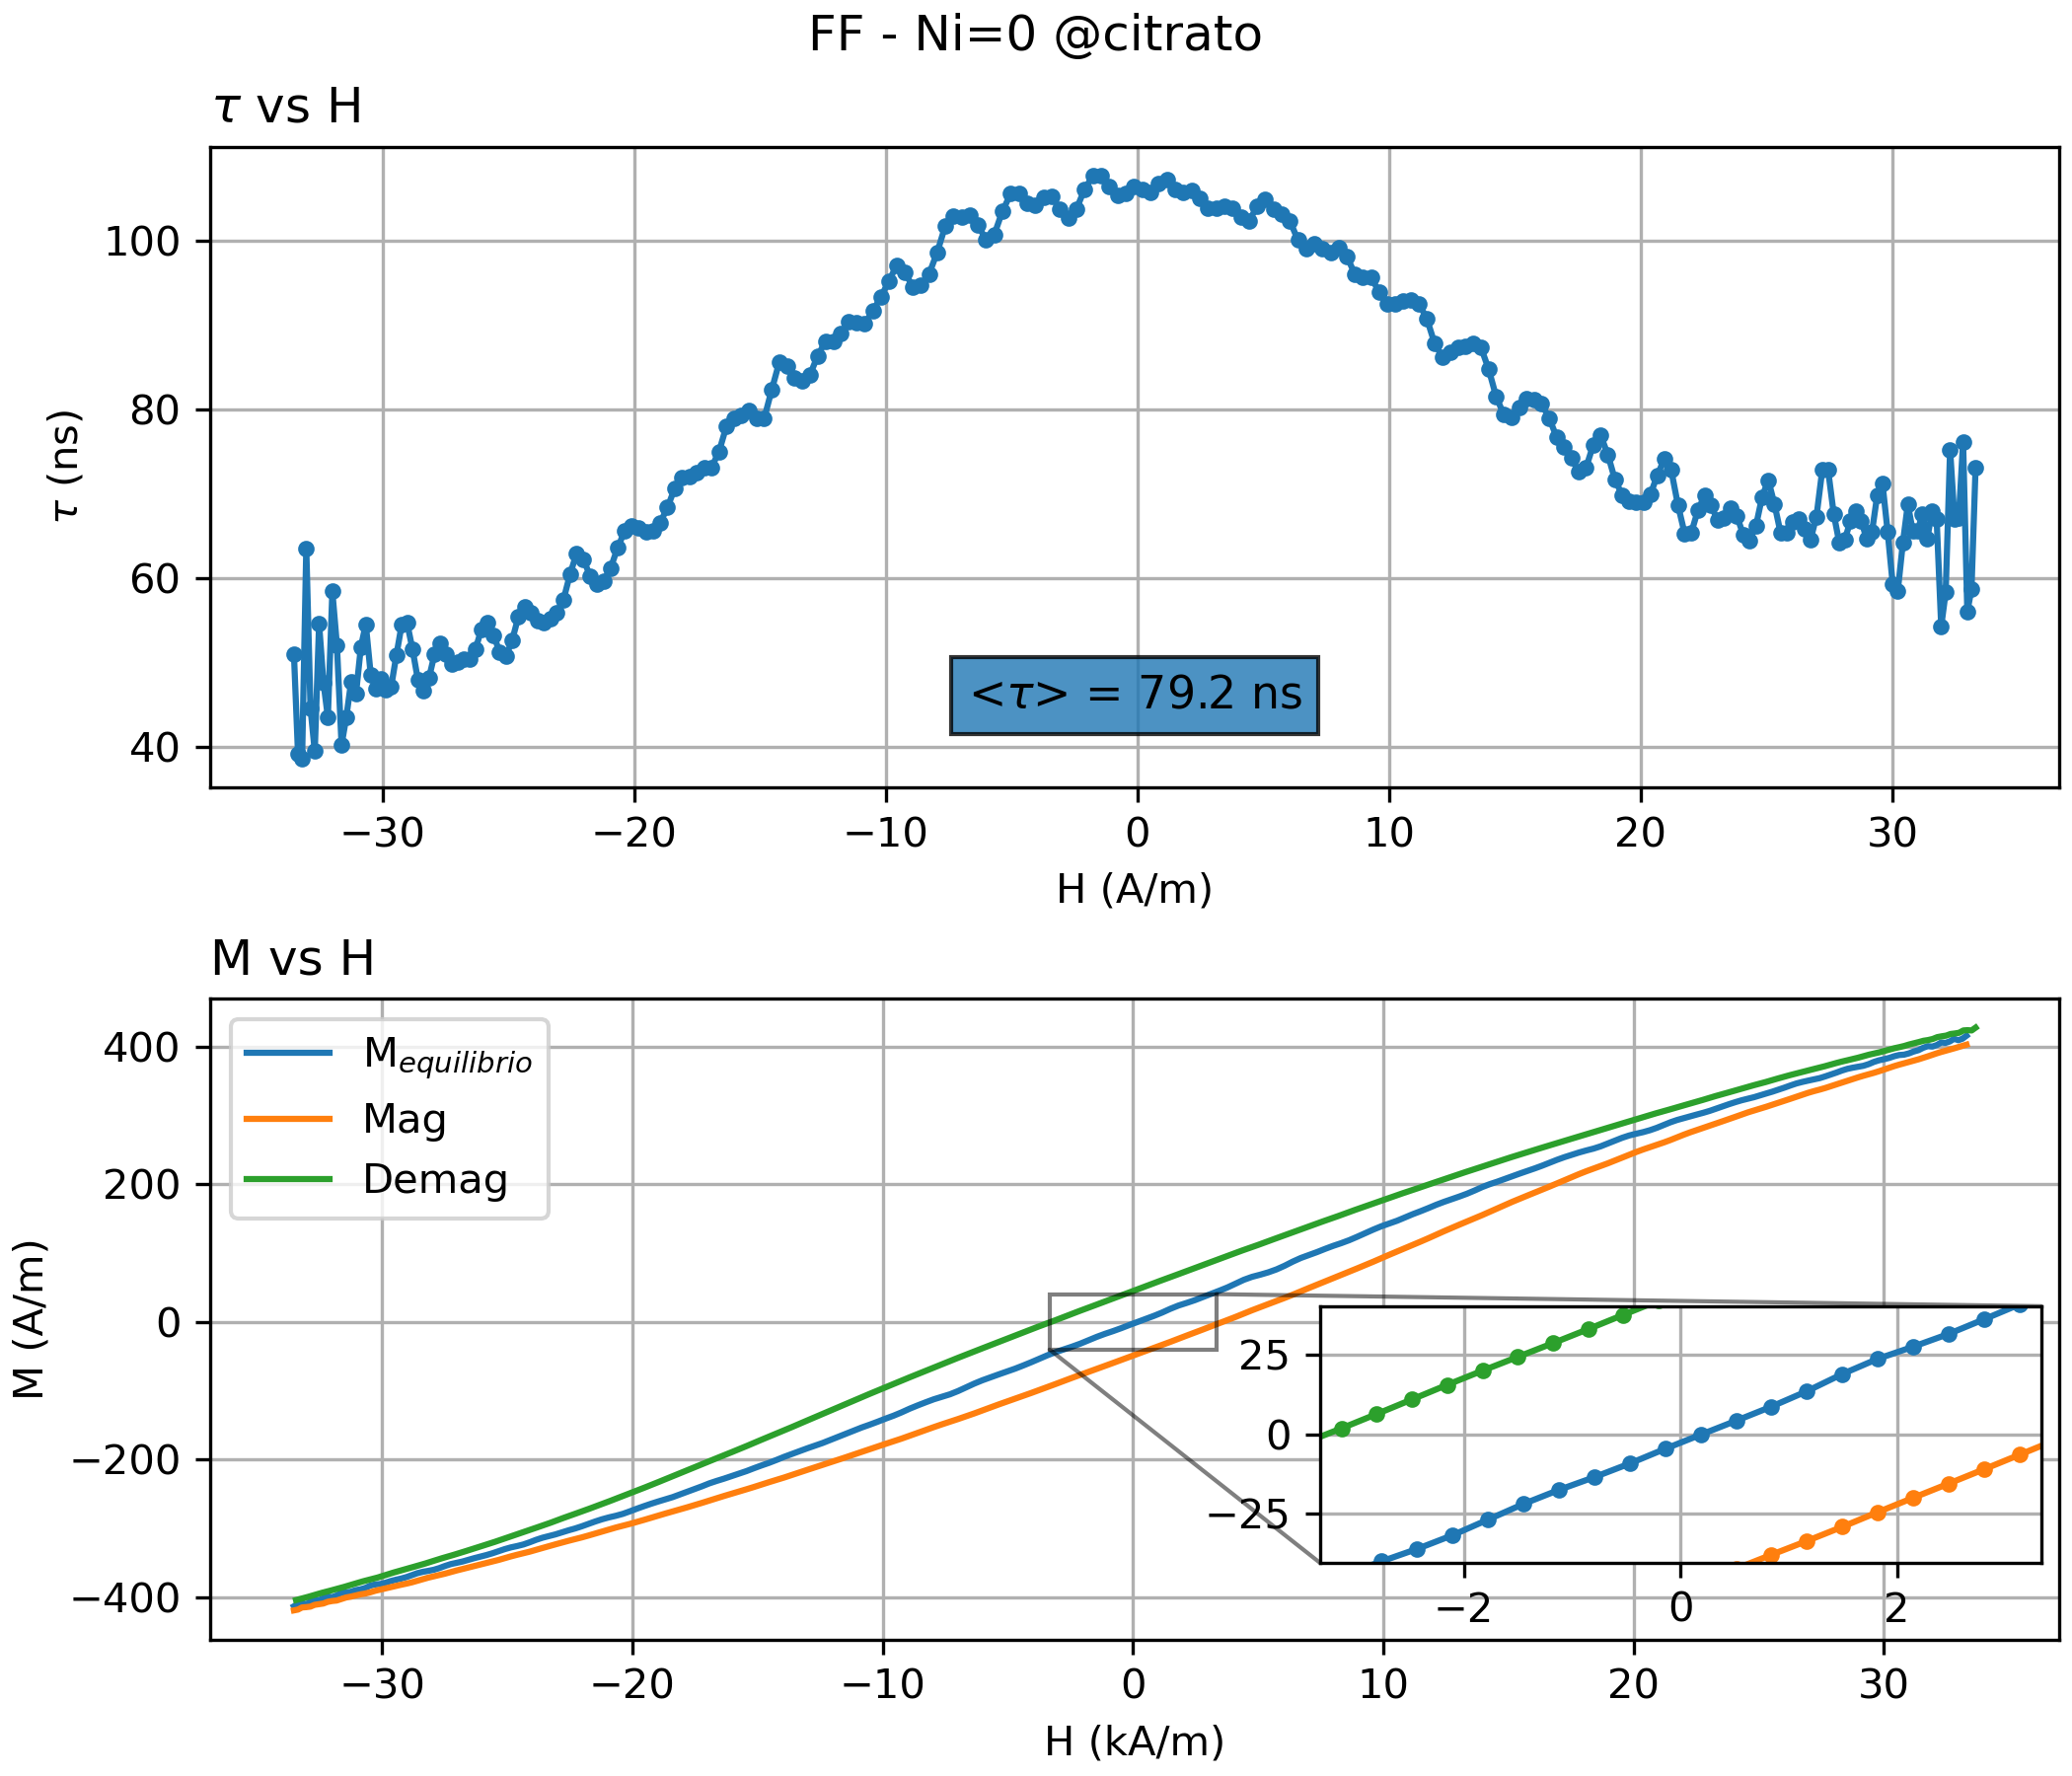 FF - Ni=0 @citrato
τ vs H
τ (ns)
100
80
60
40
<τ> = 79.2 ns
−30 −20 −10 0 10 20 30
H (A/m)
M vs H
M (A/m)
400
200
0
−200
−400
M equilibrio
Mag
Demag
25
0
−25
−2 0 2
−30 −20 −10 0 10 20 30
H (kA/m)